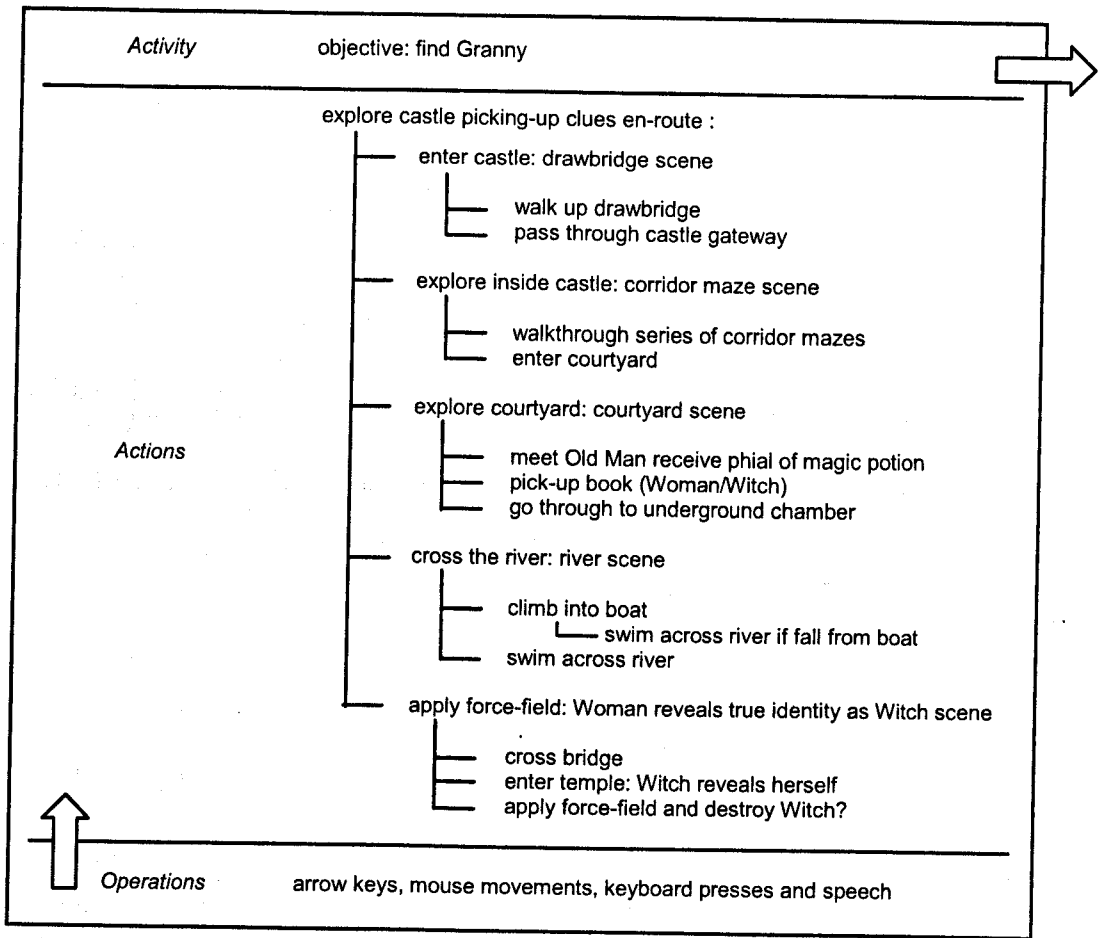 Activity objective: find Granny
explore castle picking-up clues en-route :
enter castle: drawbridge scene
walk up drawbridge
pass through castle gateway
explore inside castle: corridor maze scene
walkthrough series of corridor mazes
enter courtyard
explore courtyard: courtyard scene
Actions
meet Old Man receive phial of magic potion
pick-up book (Woman/Witch)
go through to underground chamber
cross the river: river scene
climb into boat
swim across river if fall from boat
swim across river
apply force-field: Woman reveals true identity as Witch scene
cross bridge
enter temple: Witch reveals herself
apply force-field and destroy Witch?
Operations arrow keys, mouse movements, keyboard presses and speech